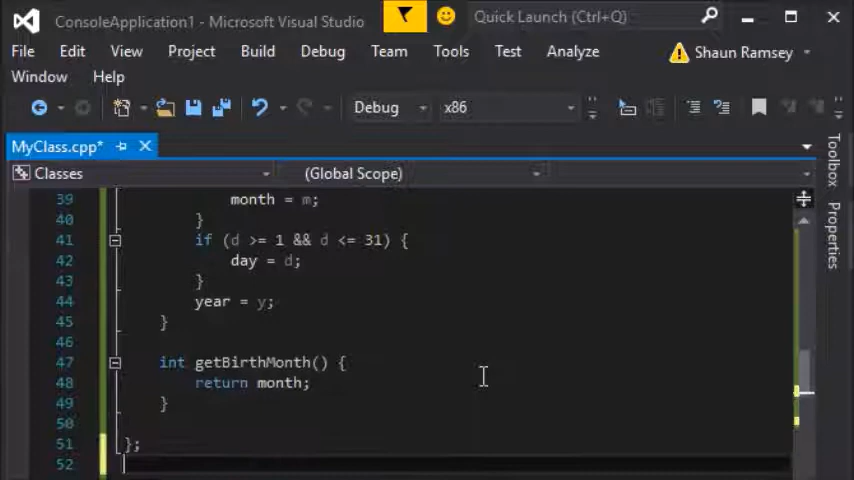 ConsoleApplication1 - Microsoft Visual Studio
Quick Launch (Ctrl+Q)
File Edit View Project Build Debug Team Tools Test Analyze Shaun Ramsey
Window Help
Debug x86
MyClass.cpp*
Toolbox
Properties
Classes (Global Scope)
39 month = m;
40 }
41 if (d >= 1 && d <= 31) {
42 day = d;
43 }
44 year = y;
45 }
46
47 int getBirthMonth() {
48 return month;
49 }
50
51 };
52